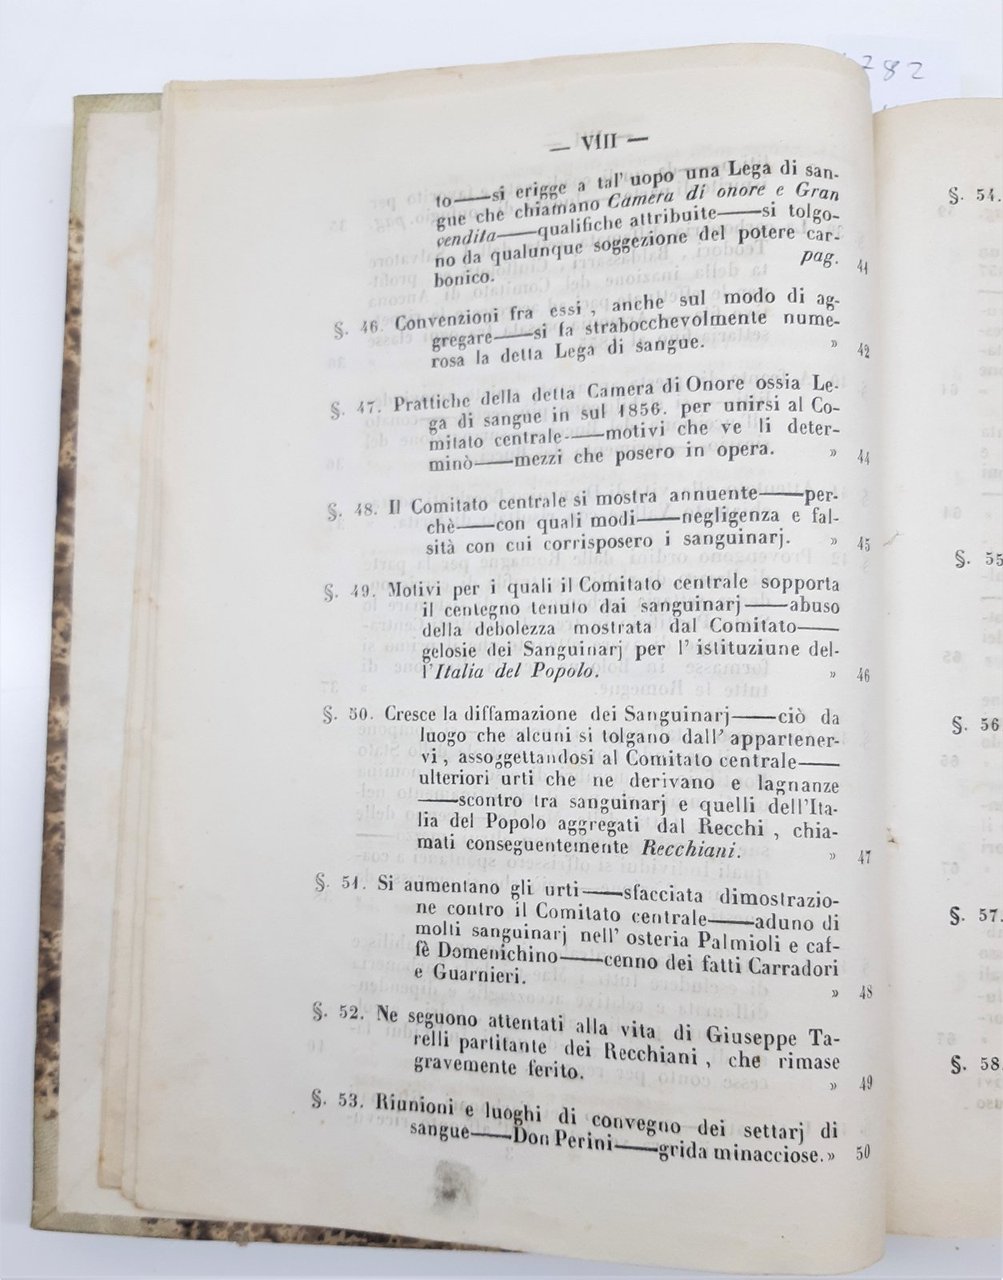 782
— VIII —
to——si erigge a tal' uopo una Lega di san-
gue che chiamano Camera di onore e Gran
vendita——qualifiche attribuite——si tolgo-
no da qualunque soggezione del potere car-
bonico. pag. 41
§. 46. Convenzioni fra essi, anche sul modo di ag-
gregare——si fa strabocchevolmente nume-
rosa la detta Lega di sangue. » 42
§. 47. Prattiche della detta Camera di Onore ossia Le-
ga di sangue in sul 1856. per unirsi al Co-
mitato centrale——motivi che ve li deter-
minò——mezzi che posero in opera. » 44
§. 48. Il Comitato centrale si mostra annuente——per-
chè——con quali modi——negligenza e fal-
sità con cui corrisposero i sanguinarj. » 45
§. 49. Motivi per i quali il Comitato centrale sopporta
il contegno tenuto dai sanguinarj——abuso
della debolezza mostrata dal Comitato——
gelosie dei Sanguinarj per l' istituziune del-
l'Italia del Popolo. » 46
§. 50. Cresce la diffamazione dei Sanguinarj——ciò da
luogo che alcuni si tolgano dall' appartener-
vi, assoggettandosi al Comitato centrale——
ulteriori urti che ne derivano e lagnanze
——scontro tra sanguinarj e quelli dell'Ita-
lia del Popolo aggregati dal Recchi, chia-
mati conseguentemente Recchiani. » 47
§. 51. Si aumentano gli urti——sfacciata dimostrazio-
ne contro il Comitato centrale——aduno di
molti sanguinarj nell' osteria Palmioli e caf-
fè Domenichino——cenno dei fatti Carradori
e Guarnieri. » 48
§. 52. Ne seguono attentati alla vita di Giuseppe Ta-
relli partitante dei Recchiani, che rimase
gravemente ferito. » 49
§. 53. Riunioni e luoghi di convegno dei settarj di
sangue——Don Perini——grida minacciose. » 50
§. 54.
§. 55
§. 56
§. 57.
§. 58.